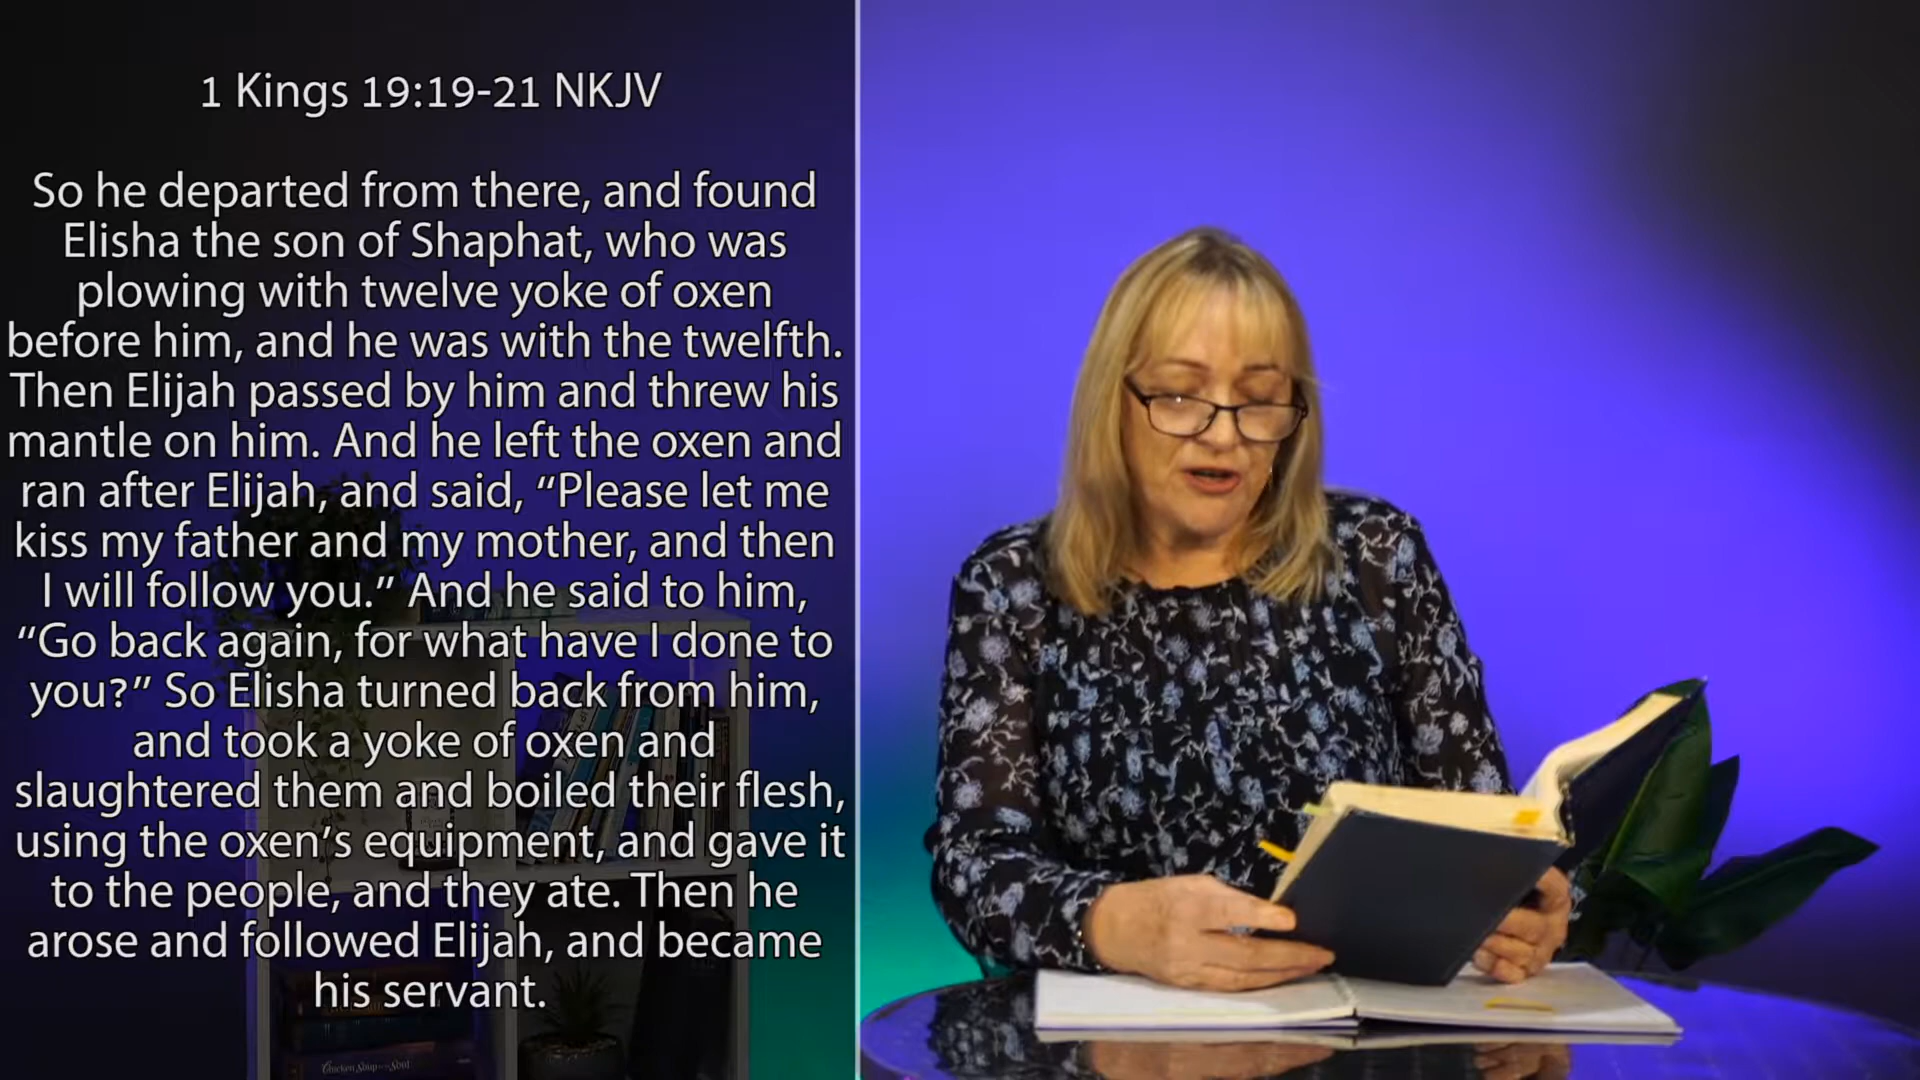 1 Kings 19:19-21 NKJV
So he departed from there, and found
Elisha the son of Shaphat, who was
plowing with twelve yoke of oxen
before him, and he was with the twelfth.
Then Elijah passed by him and threw his
mantle on him. And he left the oxen and
ran after Elijah, and said, “Please let me
kiss my father and my mother, and then
I will follow you.” And he said to him,
“Go back again, for what have I done to
you?” So Elisha turned back from him,
and took a yoke of oxen and
slaughtered them and boiled their flesh,
using the oxen’s equipment, and gave it
to the people, and they ate. Then he
arose and followed Elijah, and became
his servant.
Chicken Soup for the Soul